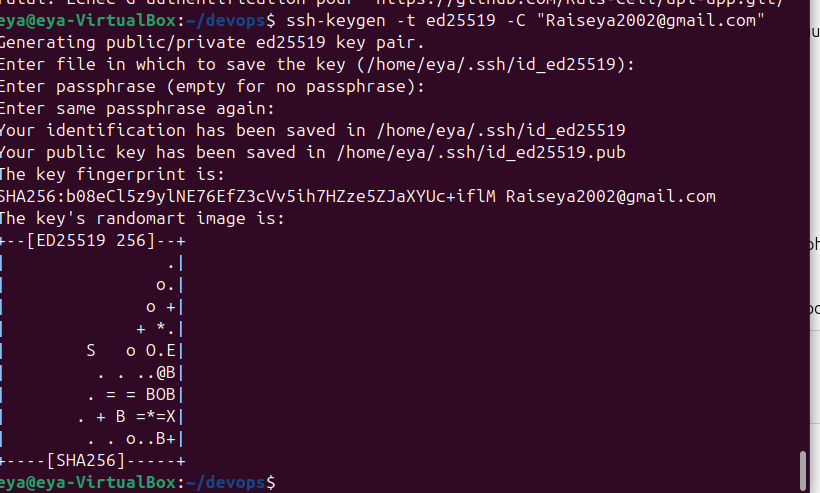 eya@eya-VirtualBox:~/devops$ ssh-keygen -t ed25519 -C "Raiseya2002@gmail.com"
Generating public/private ed25519 key pair.
Enter file in which to save the key (/home/eya/.ssh/id_ed25519):
Enter passphrase (empty for no passphrase):
Enter same passphrase again:
Your identification has been saved in /home/eya/.ssh/id_ed25519
Your public key has been saved in /home/eya/.ssh/id_ed25519.pub
The key fingerprint is:
SHA256:b08eCl5z9ylNE76EfZ3cVv5ih7HZze5ZJaXYUc+iflM Raiseya2002@gmail.com
The key's randomart image is:
+--[ED25519 256]--+
|                .|
|               o.|
|              o +|
|             + *.|
|        S   o O.E|
|         . . ..@B|
|        . = = BOB|
|       . + B =*=X|
|        . . o..B+|
+----[SHA256]-----+
eya@eya-VirtualBox:~/devops$